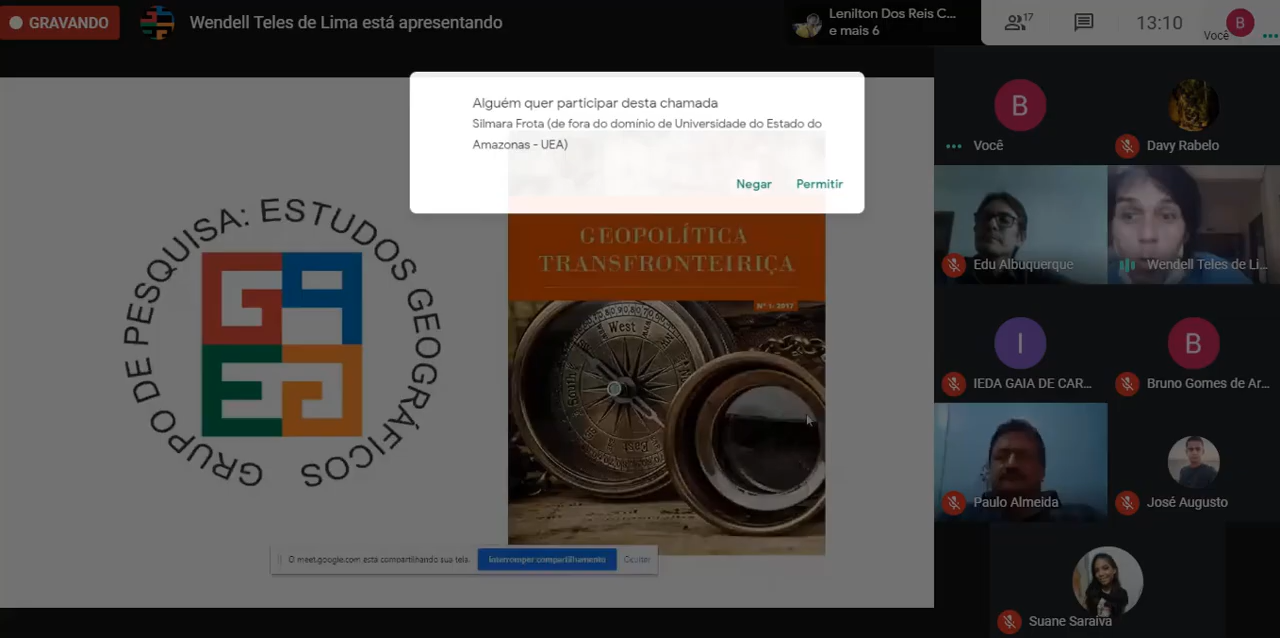 GRAVANDO
Wendell Teles de Lima está apresentando
Lenilton Dos Reis C...
e mais 6
17
13:10
B
Você
Alguém quer participar desta chamada
Silmara Frota (de fora do domínio de Universidade do Estado do
Amazonas - UEA)
Negar
Permitir
GRUPO DE PESQUISA: ESTUDOS GEOGRÁFICOS
GEOPOLÍTICA
TRANSFRONTEIRIÇA
Nº 1- 2017
West
South
East
B
Você
Davy Rabelo
Edu Albuquerque
Wendell Teles de Li...
I
IEDA GAIA DE CAR...
B
Bruno Gomes de Ar...
Paulo Almeida
José Augusto
Suane Saraiva
O meet.google.com está compartilhando sua tela.
Interromper compartilhamento
Ocultar